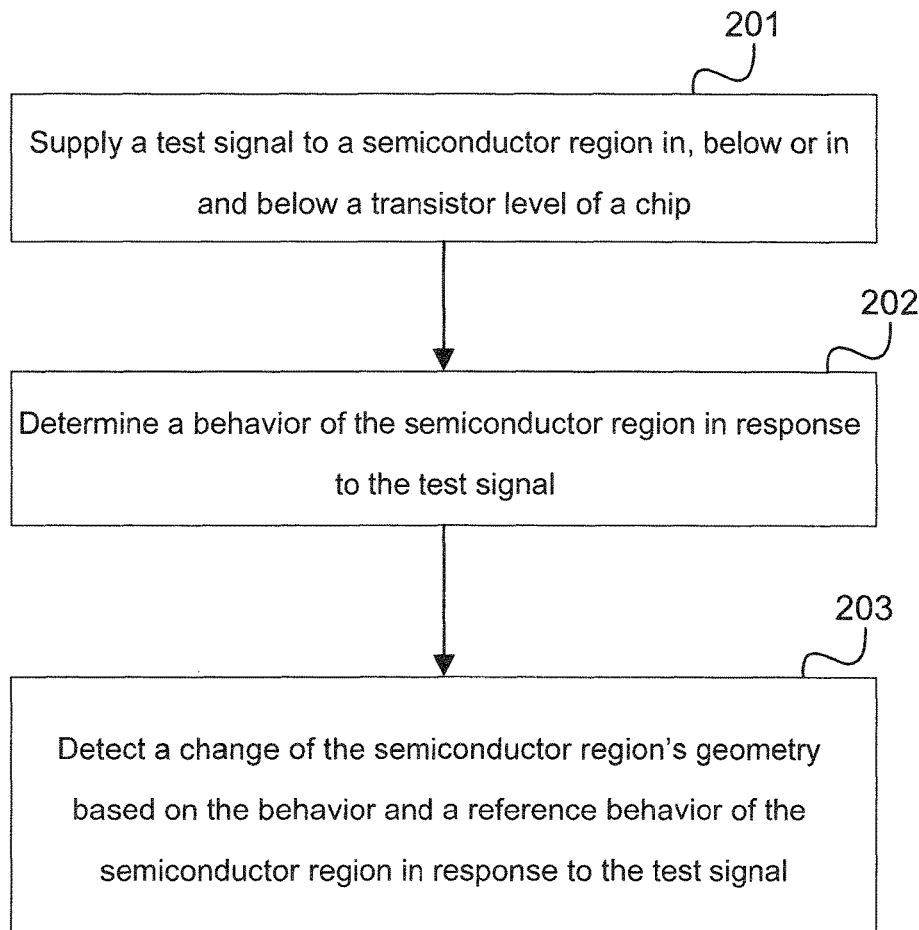 201
Supply a test signal to a semiconductor region in, below or in
and below a transistor level of a chip
202
Determine a behavior of the semiconductor region in response
to the test signal
203
Detect a change of the semiconductor region's geometry
based on the behavior and a reference behavior of the
semiconductor region in response to the test signal